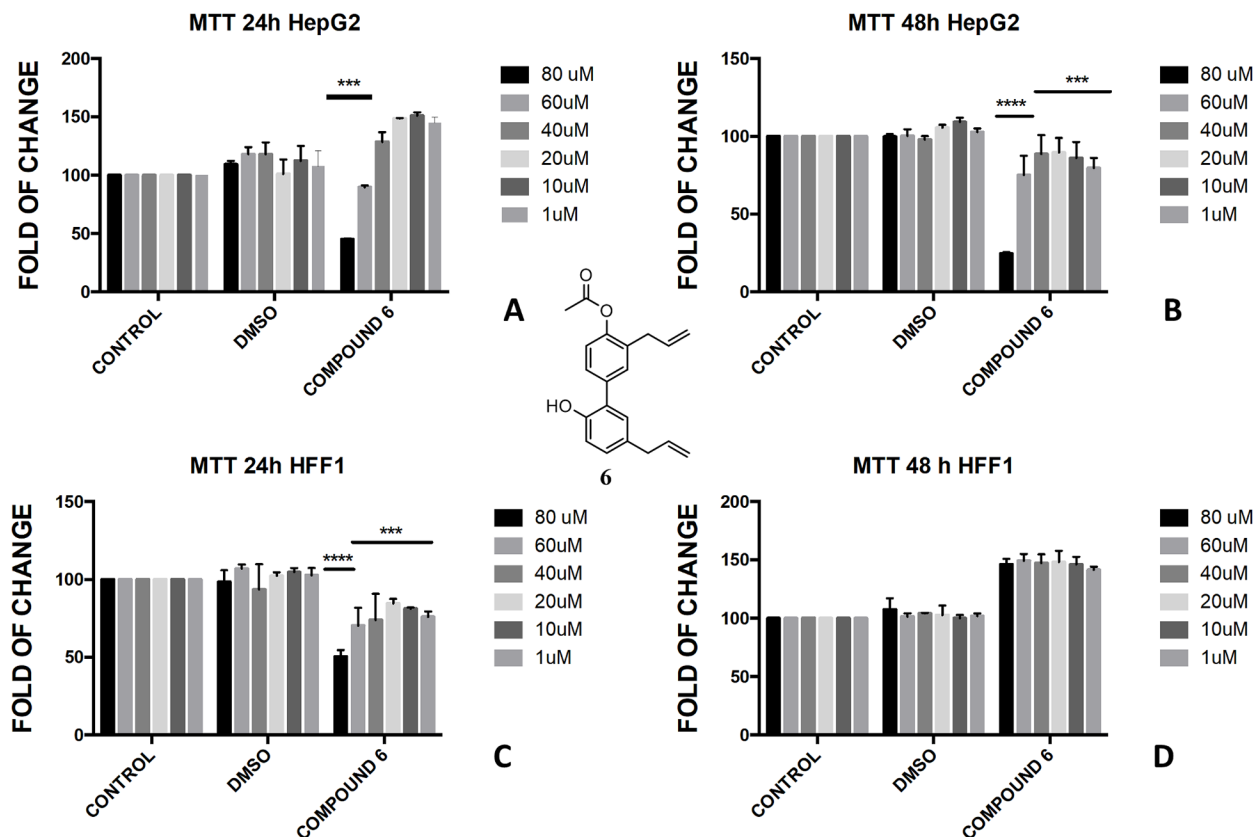 MTT 24h HepG2
FOLD OF CHANGE
200
150
100
50
0
***
CONTROL
DMSO
COMPOUND 6
80 uM
60uM
40uM
20uM
10uM
1uM
A
MTT 48h HepG2
FOLD OF CHANGE
150
100
50
0
****
***
CONTROL
DMSO
COMPOUND 6
80 uM
60uM
40uM
20uM
10uM
1uM
B
O
O
HO
6
MTT 24h HFF1
FOLD OF CHANGE
150
100
50
0
****
***
CONTROL
DMSO
COMPOUND 6
80 uM
60uM
40uM
20uM
10uM
1uM
C
MTT 48 h HFF1
FOLD OF CHANGE
200
150
100
50
0
CONTROL
DMSO
COMPOUND 6
80 uM
60uM
40uM
20uM
10uM
1uM
D